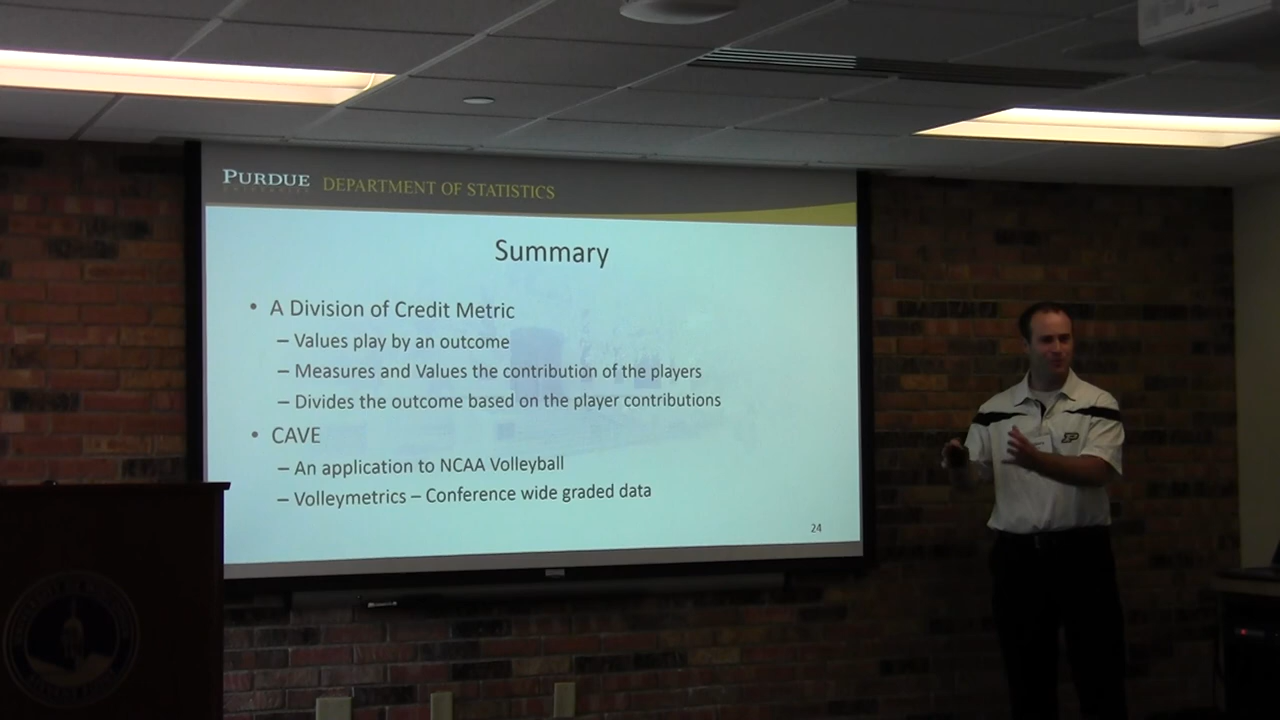 PURDUE DEPARTMENT OF STATISTICS
Summary
• A Division of Credit Metric
– Values play by an outcome
– Measures and Values the contribution of the players
– Divides the outcome based on the player contributions
• CAVE
– An application to NCAA Volleyball
– Volleymetrics – Conference wide graded data
24